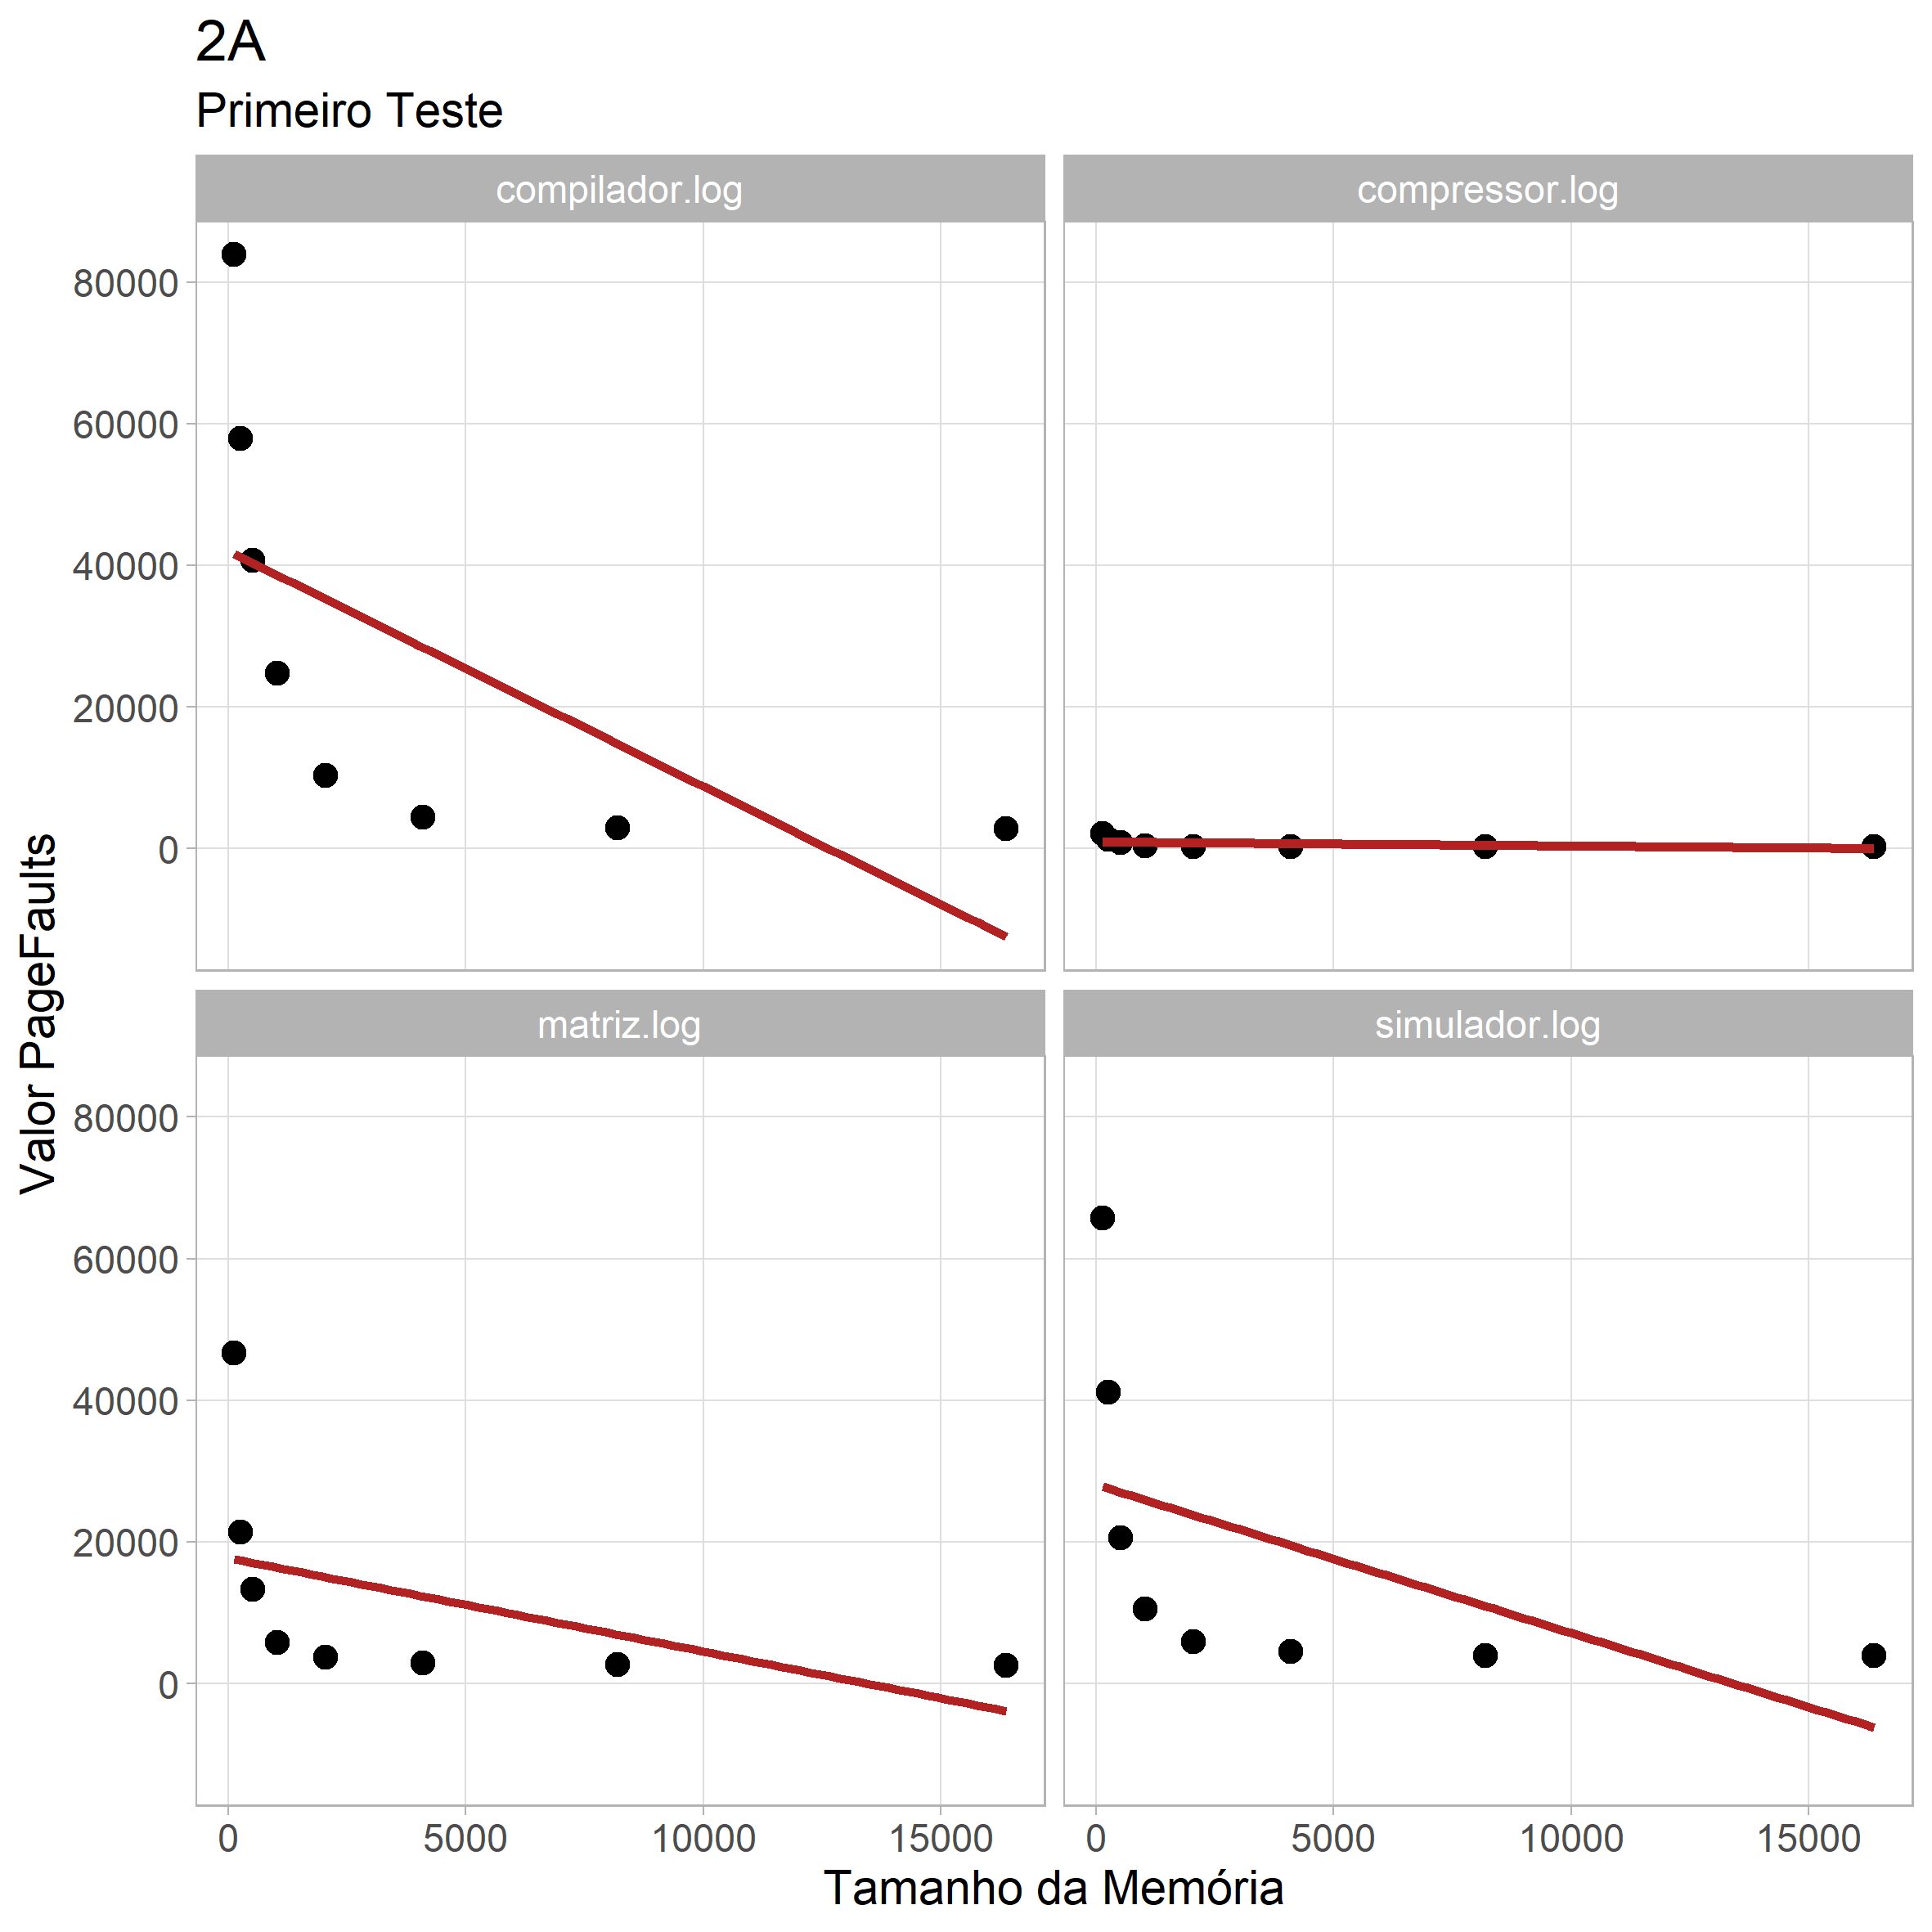 2A
Primeiro Teste
compilador.log
compressor.log
80000
60000
40000
20000
0
matriz.log
simulador.log
80000
60000
40000
20000
0
0 5000 10000 15000
0 5000 10000 15000
Tamanho da Memória
Valor PageFaults